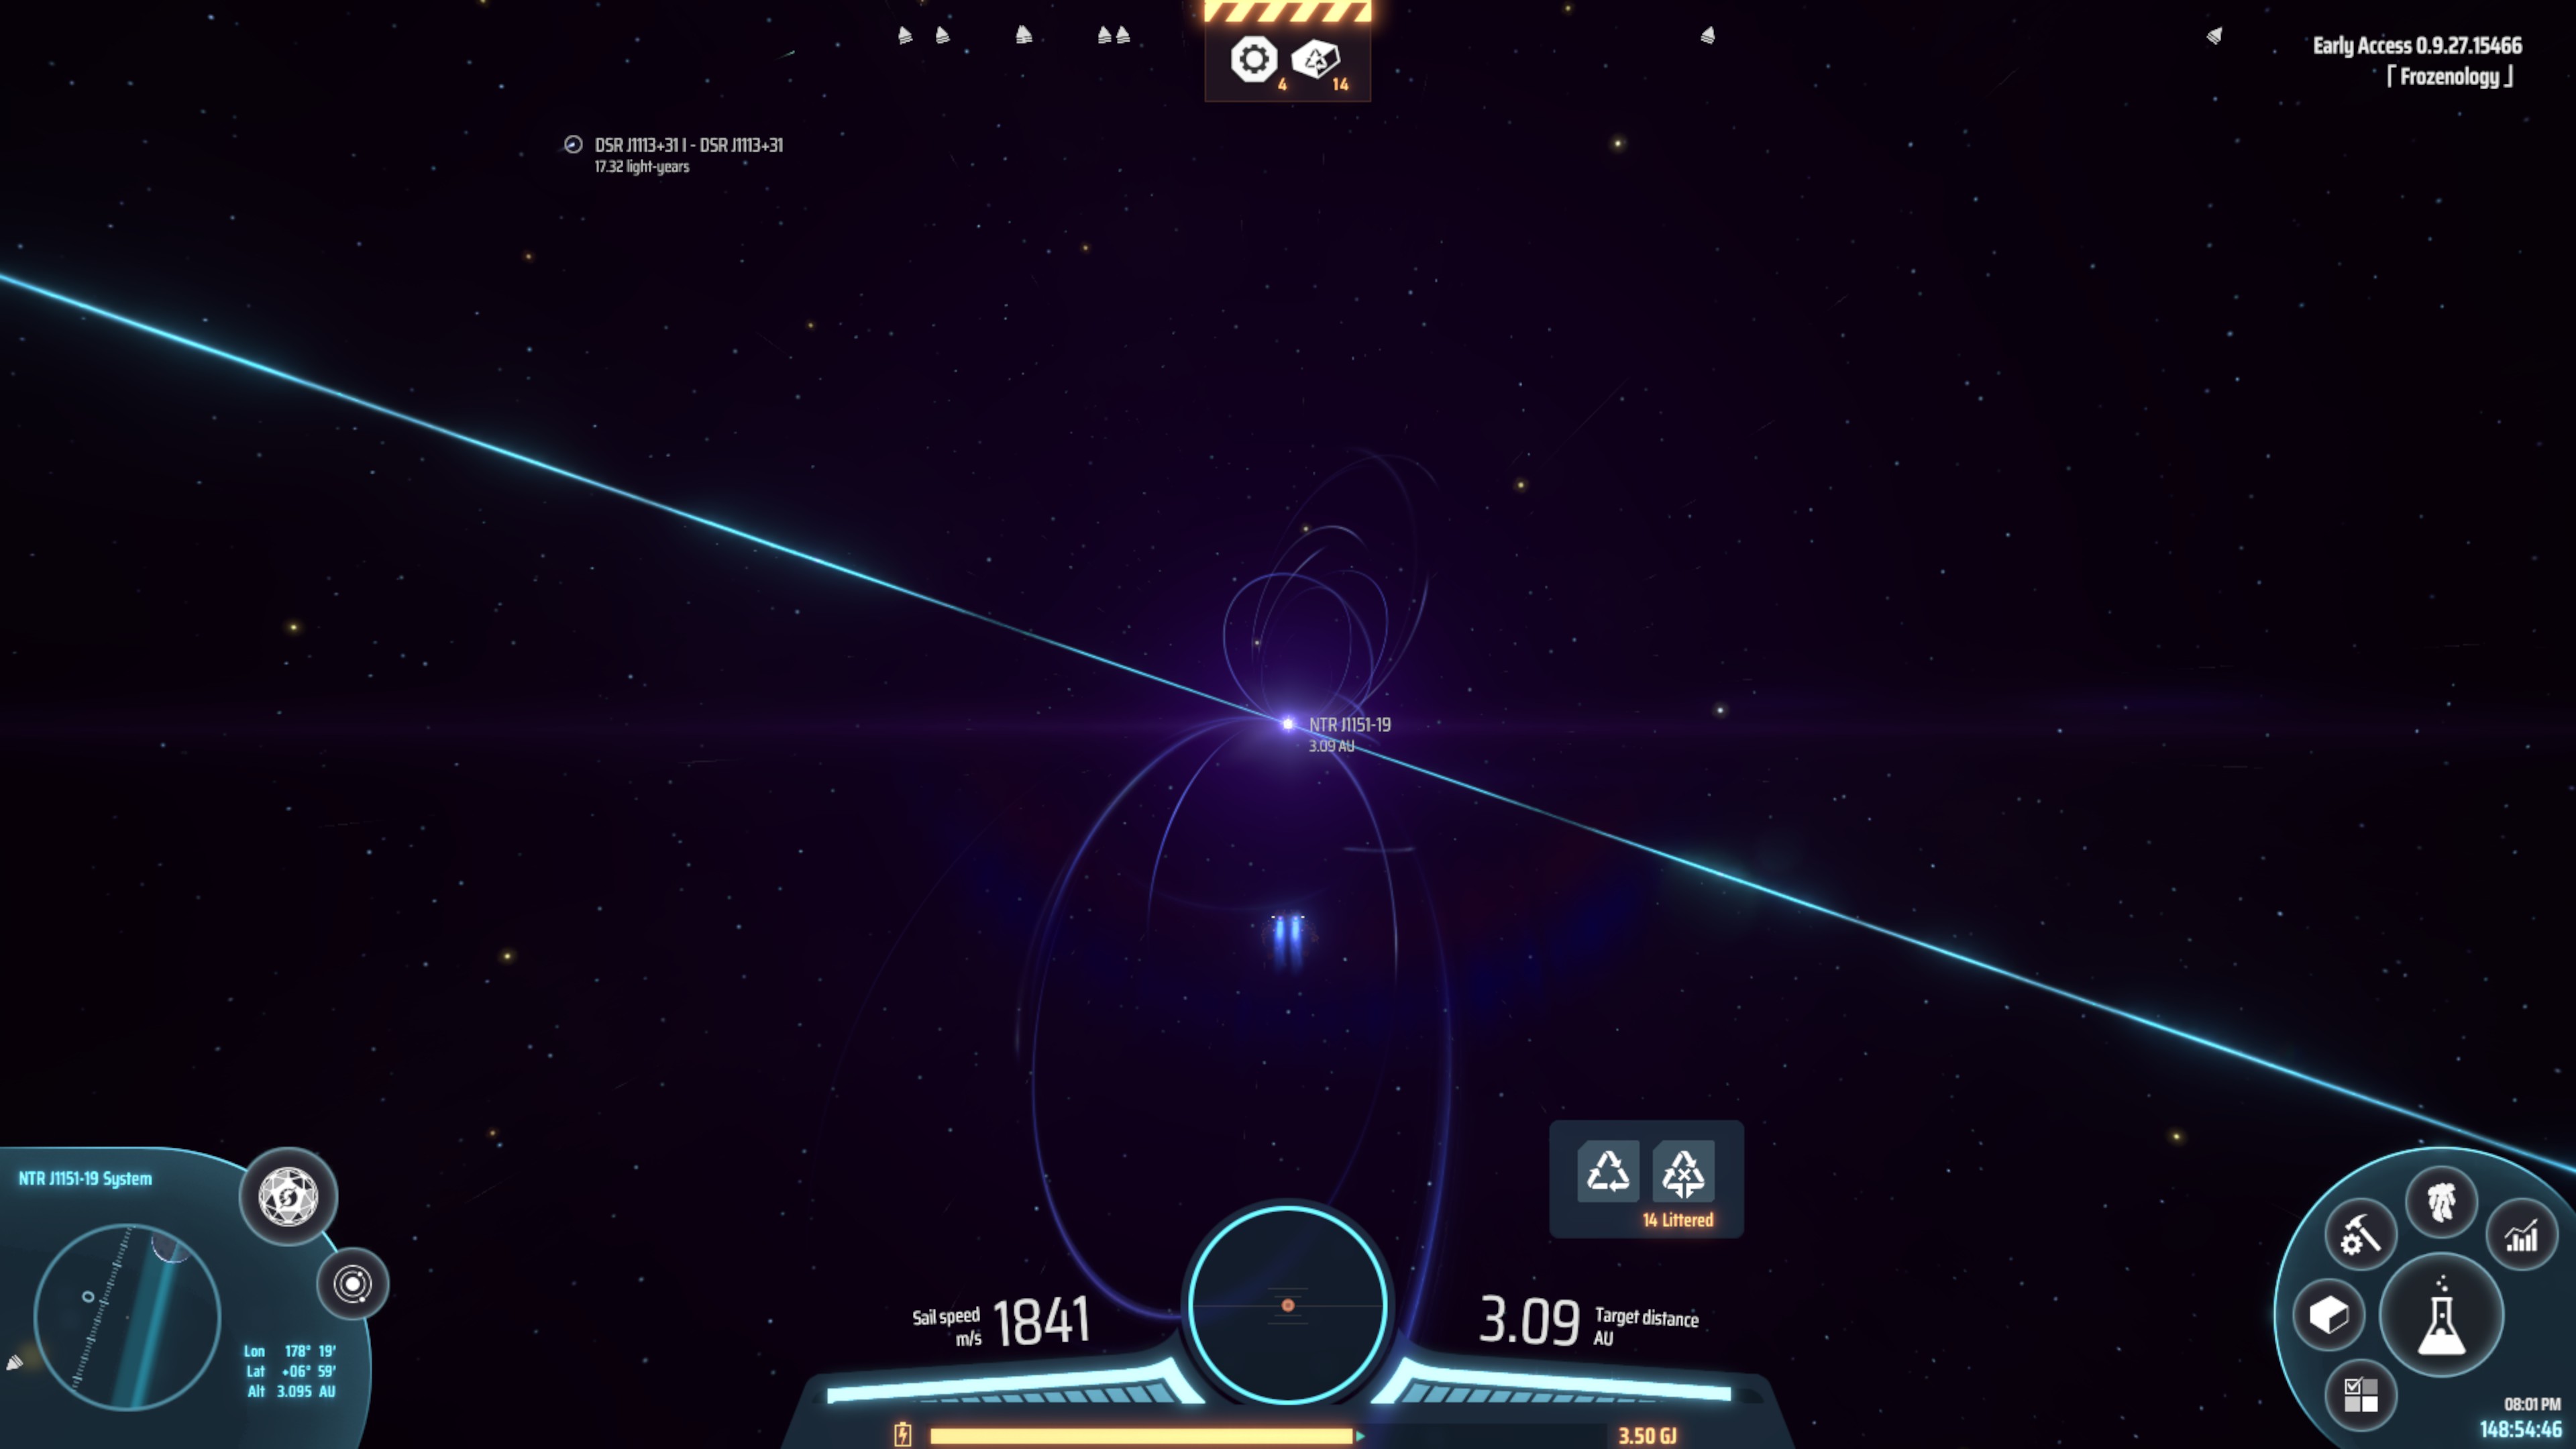 4 14
Early Access 0.9.27.15466
「 Frozenology 」
DSR J1113+31 I - DSR J1113+31
17.32 light-years
NTR J1151-19
3.09 AU
NTR J1151-19 System
Lon 178° 19'
Lat +06° 59'
Alt 3.095 AU
14 Littered
Sail speed
m/s
1841
3.09
Target distance
AU
3.50 GJ
08:01 PM
148:54:46